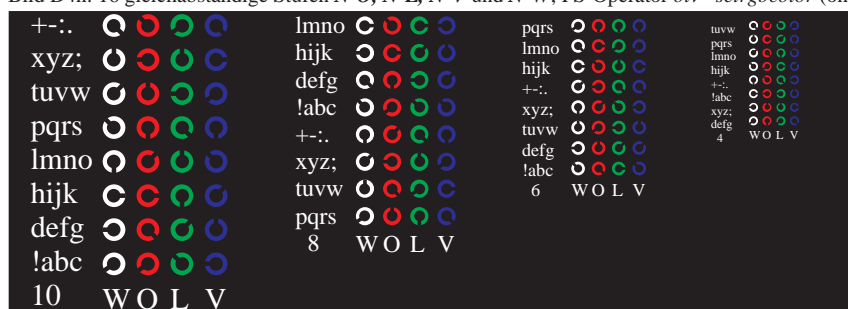 +-:.
xyz;
tuvw
pqrs
lmno
hijk
defg
!abc
10 W O L V
lmno
hijk
defg
!abc
+-:.
xyz;
tuvw
pqrs
8 W O L V
pqrs
lmno
hijk
+-:.
xyz;
tuvw
defg
!abc
6 W O L V
tuvw
pqrs
lmno
hijk
+-:.
!abc
xyz;
defg
4 W O L V